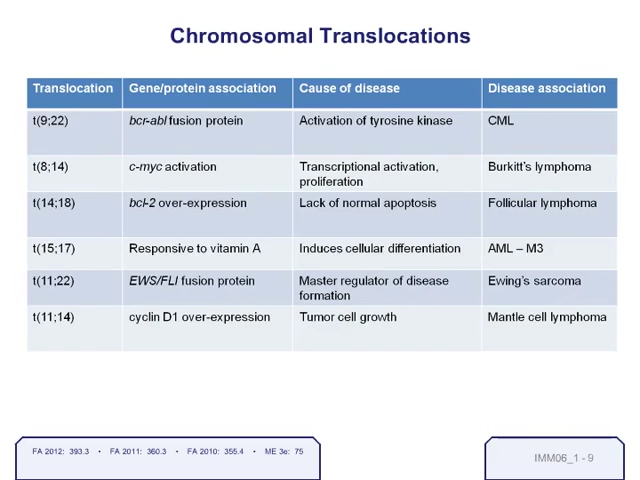 Chromosomal Translocations
Translocation Gene/protein association Cause of disease Disease association
t(9;22) bcr-abl fusion protein Activation of tyrosine kinase CML
t(8;14) c-myc activation Transcriptional activation, proliferation Burkitt's lymphoma
t(14;18) bcl-2 over-expression Lack of normal apoptosis Follicular lymphoma
t(15;17) Responsive to vitamin A Induces cellular differentiation AML – M3
t(11;22) EWS/FLI fusion protein Master regulator of disease formation Ewing's sarcoma
t(11;14) cyclin D1 over-expression Tumor cell growth Mantle cell lymphoma
FA 2012: 393.3 • FA 2011: 360.3 • FA 2010: 355.4 • ME 3e: 75
IMM06_1 - 9